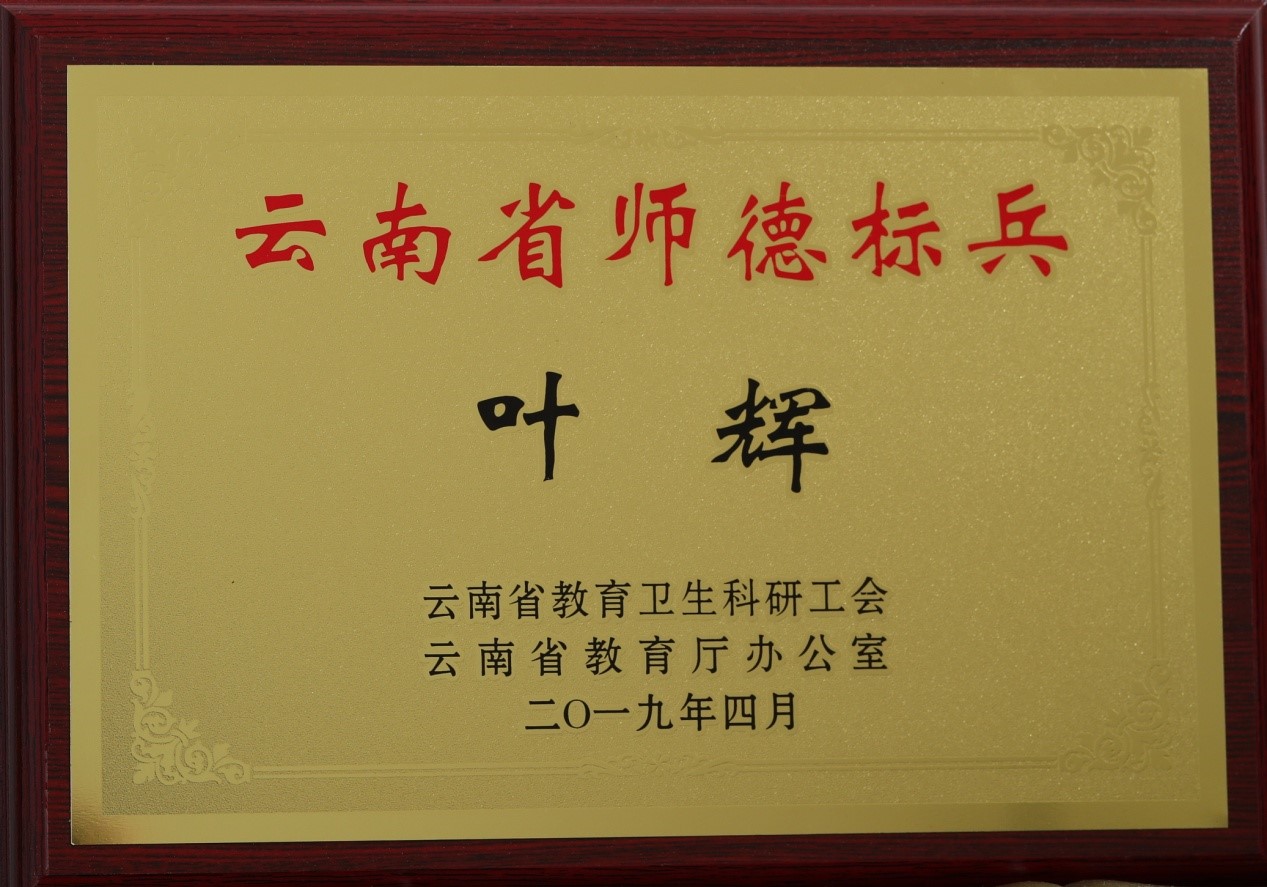 云南省师德标兵
叶辉
云南省教育卫生科研工会
云南省教育厅办公室
二〇一九年四月